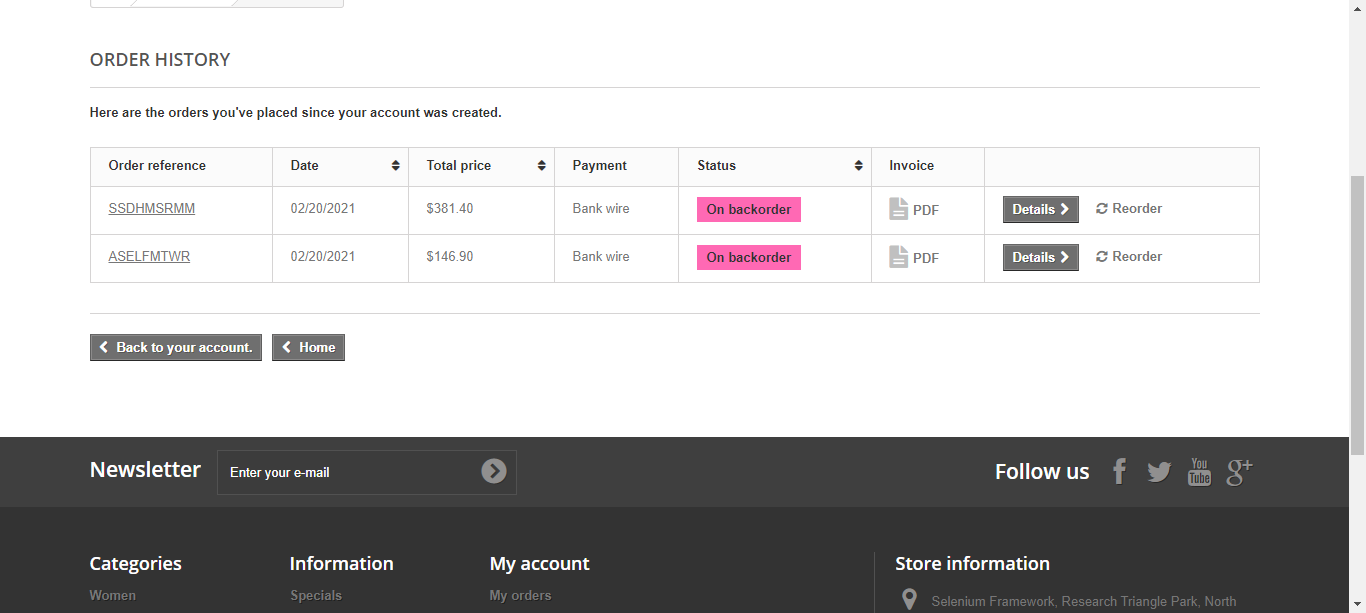 ORDER HISTORY
Here are the orders you've placed since your account was created.
Order reference Date Total price Payment Status Invoice
SSDHMSRMM 02/20/2021 $381.40 Bank wire On backorder PDF Details Reorder
ASELFMTWR 02/20/2021 $146.90 Bank wire On backorder PDF Details Reorder
Back to your account. Home
Newsletter Enter your e-mail Follow us You Tube g+
Categories Information My account Store information
Women Specials My orders
Selenium Framework, Research Triangle Park, North